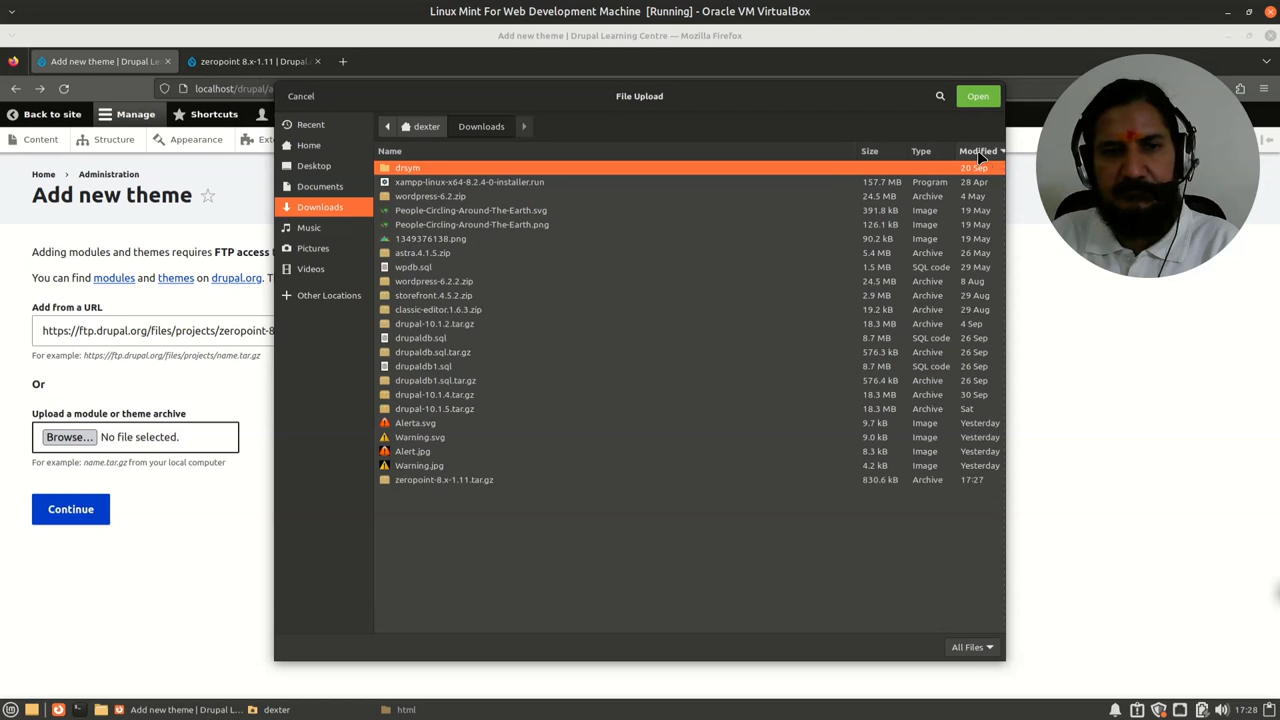 Linux Mint For Web Development Machine [Running] - Oracle VM VirtualBox
Add new theme | Drupal Learning Centre — Mozilla Firefox
Add new theme | Drupal Le
zeropoint 8.x-1.11 | Drupal.
localhost/drupal/a
Back to site
Manage
Shortcuts
Content
Structure
Appearance
Ext
Home
Administration
Add new theme
Adding modules and themes requires FTP access
You can find modules and themes on drupal.org. T
Add from a URL
https://ftp.drupal.org/files/projects/zeropoint-8
For example: https://ftp.drupal.org/files/projects/name.tar.gz
Or
Upload a module or theme archive
Browse... No file selected.
For example: name.tar.gz from your local computer
Continue
Cancel
File Upload
Open
Recent
Home
Desktop
Documents
Downloads
Music
Pictures
Videos
Other Locations
dexter
Downloads
Name Size Type Modified
drsym 20 Sep
xampp-linux-x64-8.2.4-0-installer.run 157.7 MB Program 28 Apr
wordpress-6.2.zip 24.5 MB Archive 4 May
People-Circling-Around-The-Earth.svg 391.8 kB Image 19 May
People-Circling-Around-The-Earth.png 126.1 kB Image 19 May
1349376138.png 90.2 kB Image 19 May
astra.4.1.5.zip 5.4 MB Archive 26 May
wpdb.sql 1.5 MB SQL code 29 May
wordpress-6.2.2.zip 24.5 MB Archive 8 Aug
storefront.4.5.2.zip 2.9 MB Archive 29 Aug
classic-editor.1.6.3.zip 19.2 kB Archive 29 Aug
drupal-10.1.2.tar.gz 18.3 MB Archive 4 Sep
drupaldb.sql 8.7 MB SQL code 26 Sep
drupaldb.sql.tar.gz 576.3 kB Archive 26 Sep
drupaldb1.sql 8.7 MB SQL code 26 Sep
drupaldb1.sql.tar.gz 576.4 kB Archive 26 Sep
drupal-10.1.4.tar.gz 18.3 MB Archive 30 Sep
drupal-10.1.5.tar.gz 18.3 MB Archive Sat
Alerta.svg 9.7 kB Image Yesterday
Warning.svg 9.0 kB Image Yesterday
Alert.jpg 8.3 kB Image Yesterday
Warning.jpg 4.2 kB Image Yesterday
zeropoint-8.x-1.11.tar.gz 830.6 kB Archive 17:27
All Files
Add new theme | Drupal L...
dexter
html
17:28